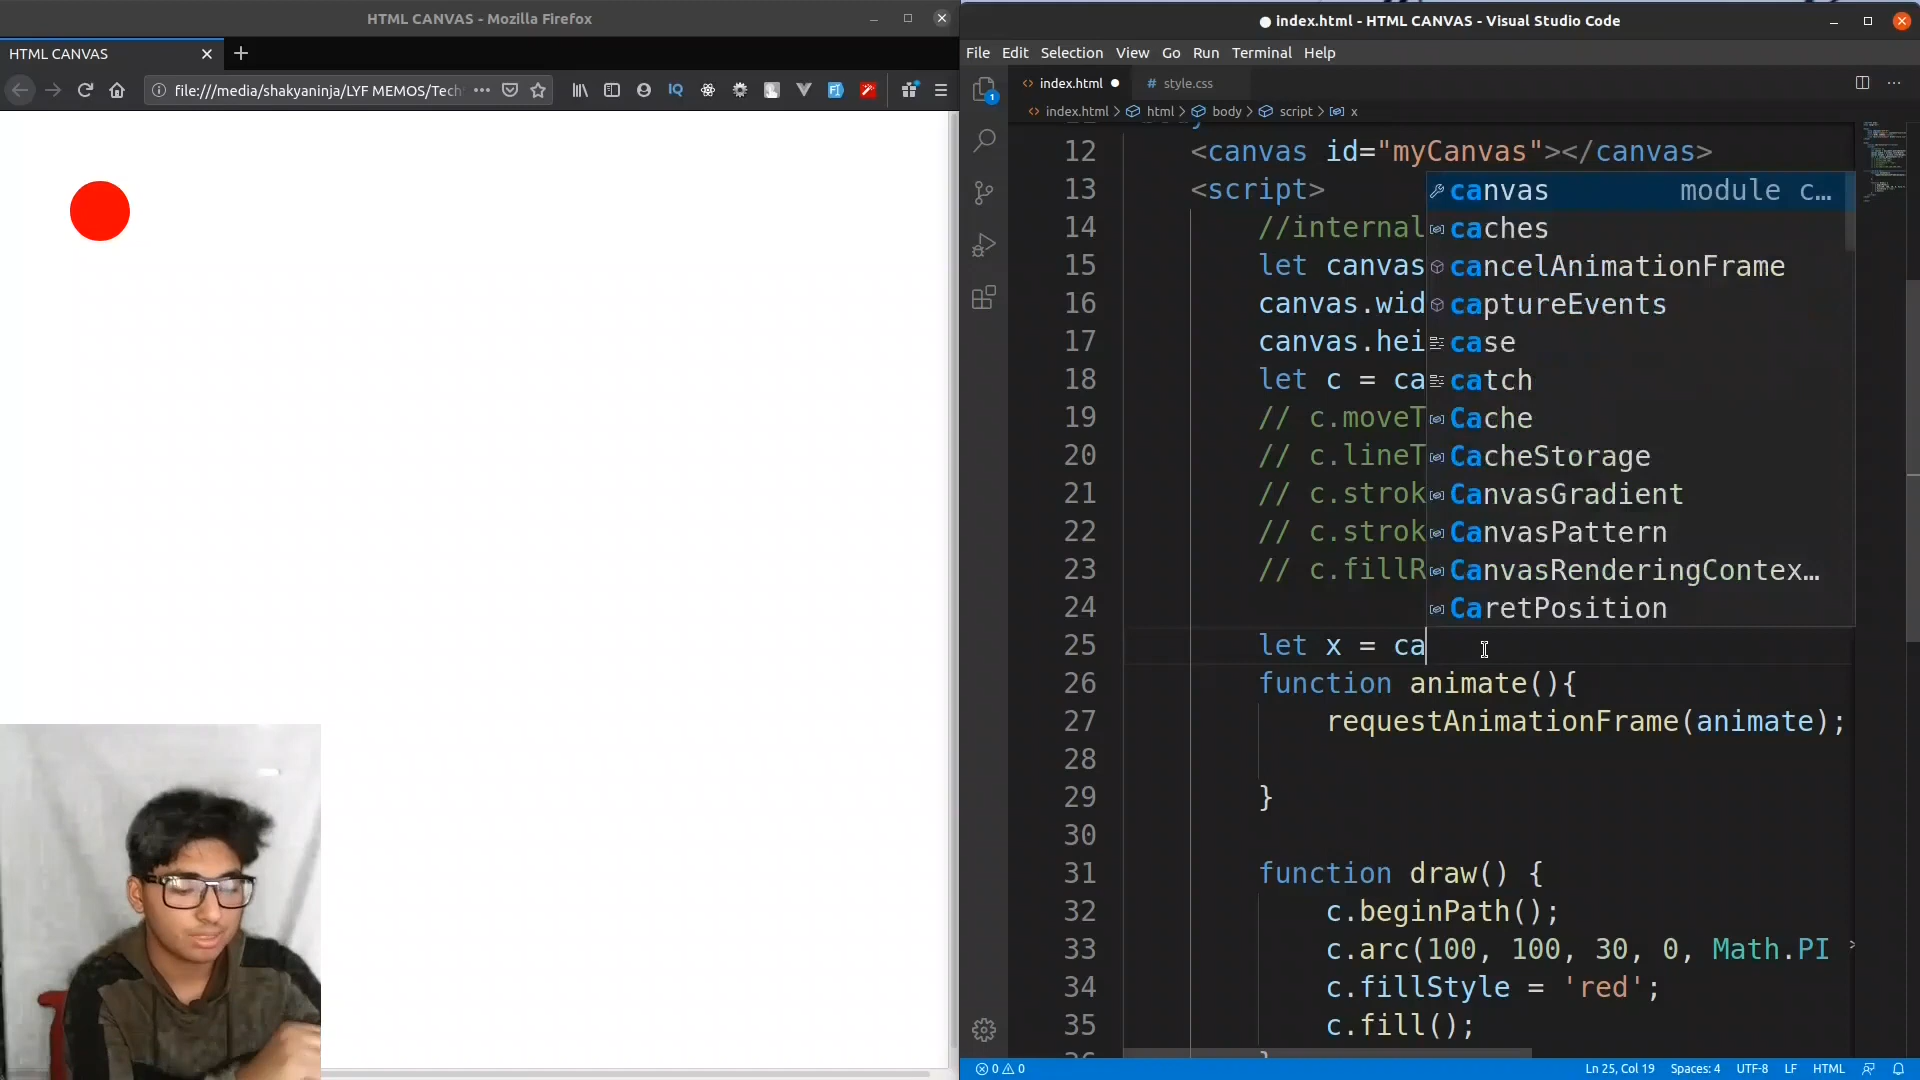 HTML CANVAS - Mozilla Firefox
HTML CANVAS
file:///media/shakyaninja/LYF MEMOS/Tech
IQ
index.html - HTML CANVAS - Visual Studio Code
File Edit Selection View Go Run Terminal Help
1
index.html
# style.css
index.html > html > body > script > x
12 <canvas id="myCanvas"></canvas>
13 <script>
14 //internal
15 let canvas
16 canvas.wid
17 canvas.hei
18 let c = ca
19 // c.moveT
20 // c.lineT
21 // c.strok
22 // c.strok
23 // c.fillR
24
25 let x = ca
26 function animate(){
27 requestAnimationFrame(animate);
28
29 }
30
31 function draw() {
32 c.beginPath();
33 c.arc(100, 100, 30, 0, Math.PI
34 c.fillStyle = 'red';
35 c.fill();
canvas module c…
caches
cancelAnimationFrame
captureEvents
case
catch
Cache
CacheStorage
CanvasGradient
CanvasPattern
CanvasRenderingContex…
CaretPosition
0 0
Ln 25, Col 19 Spaces: 4 UTF-8 LF HTML